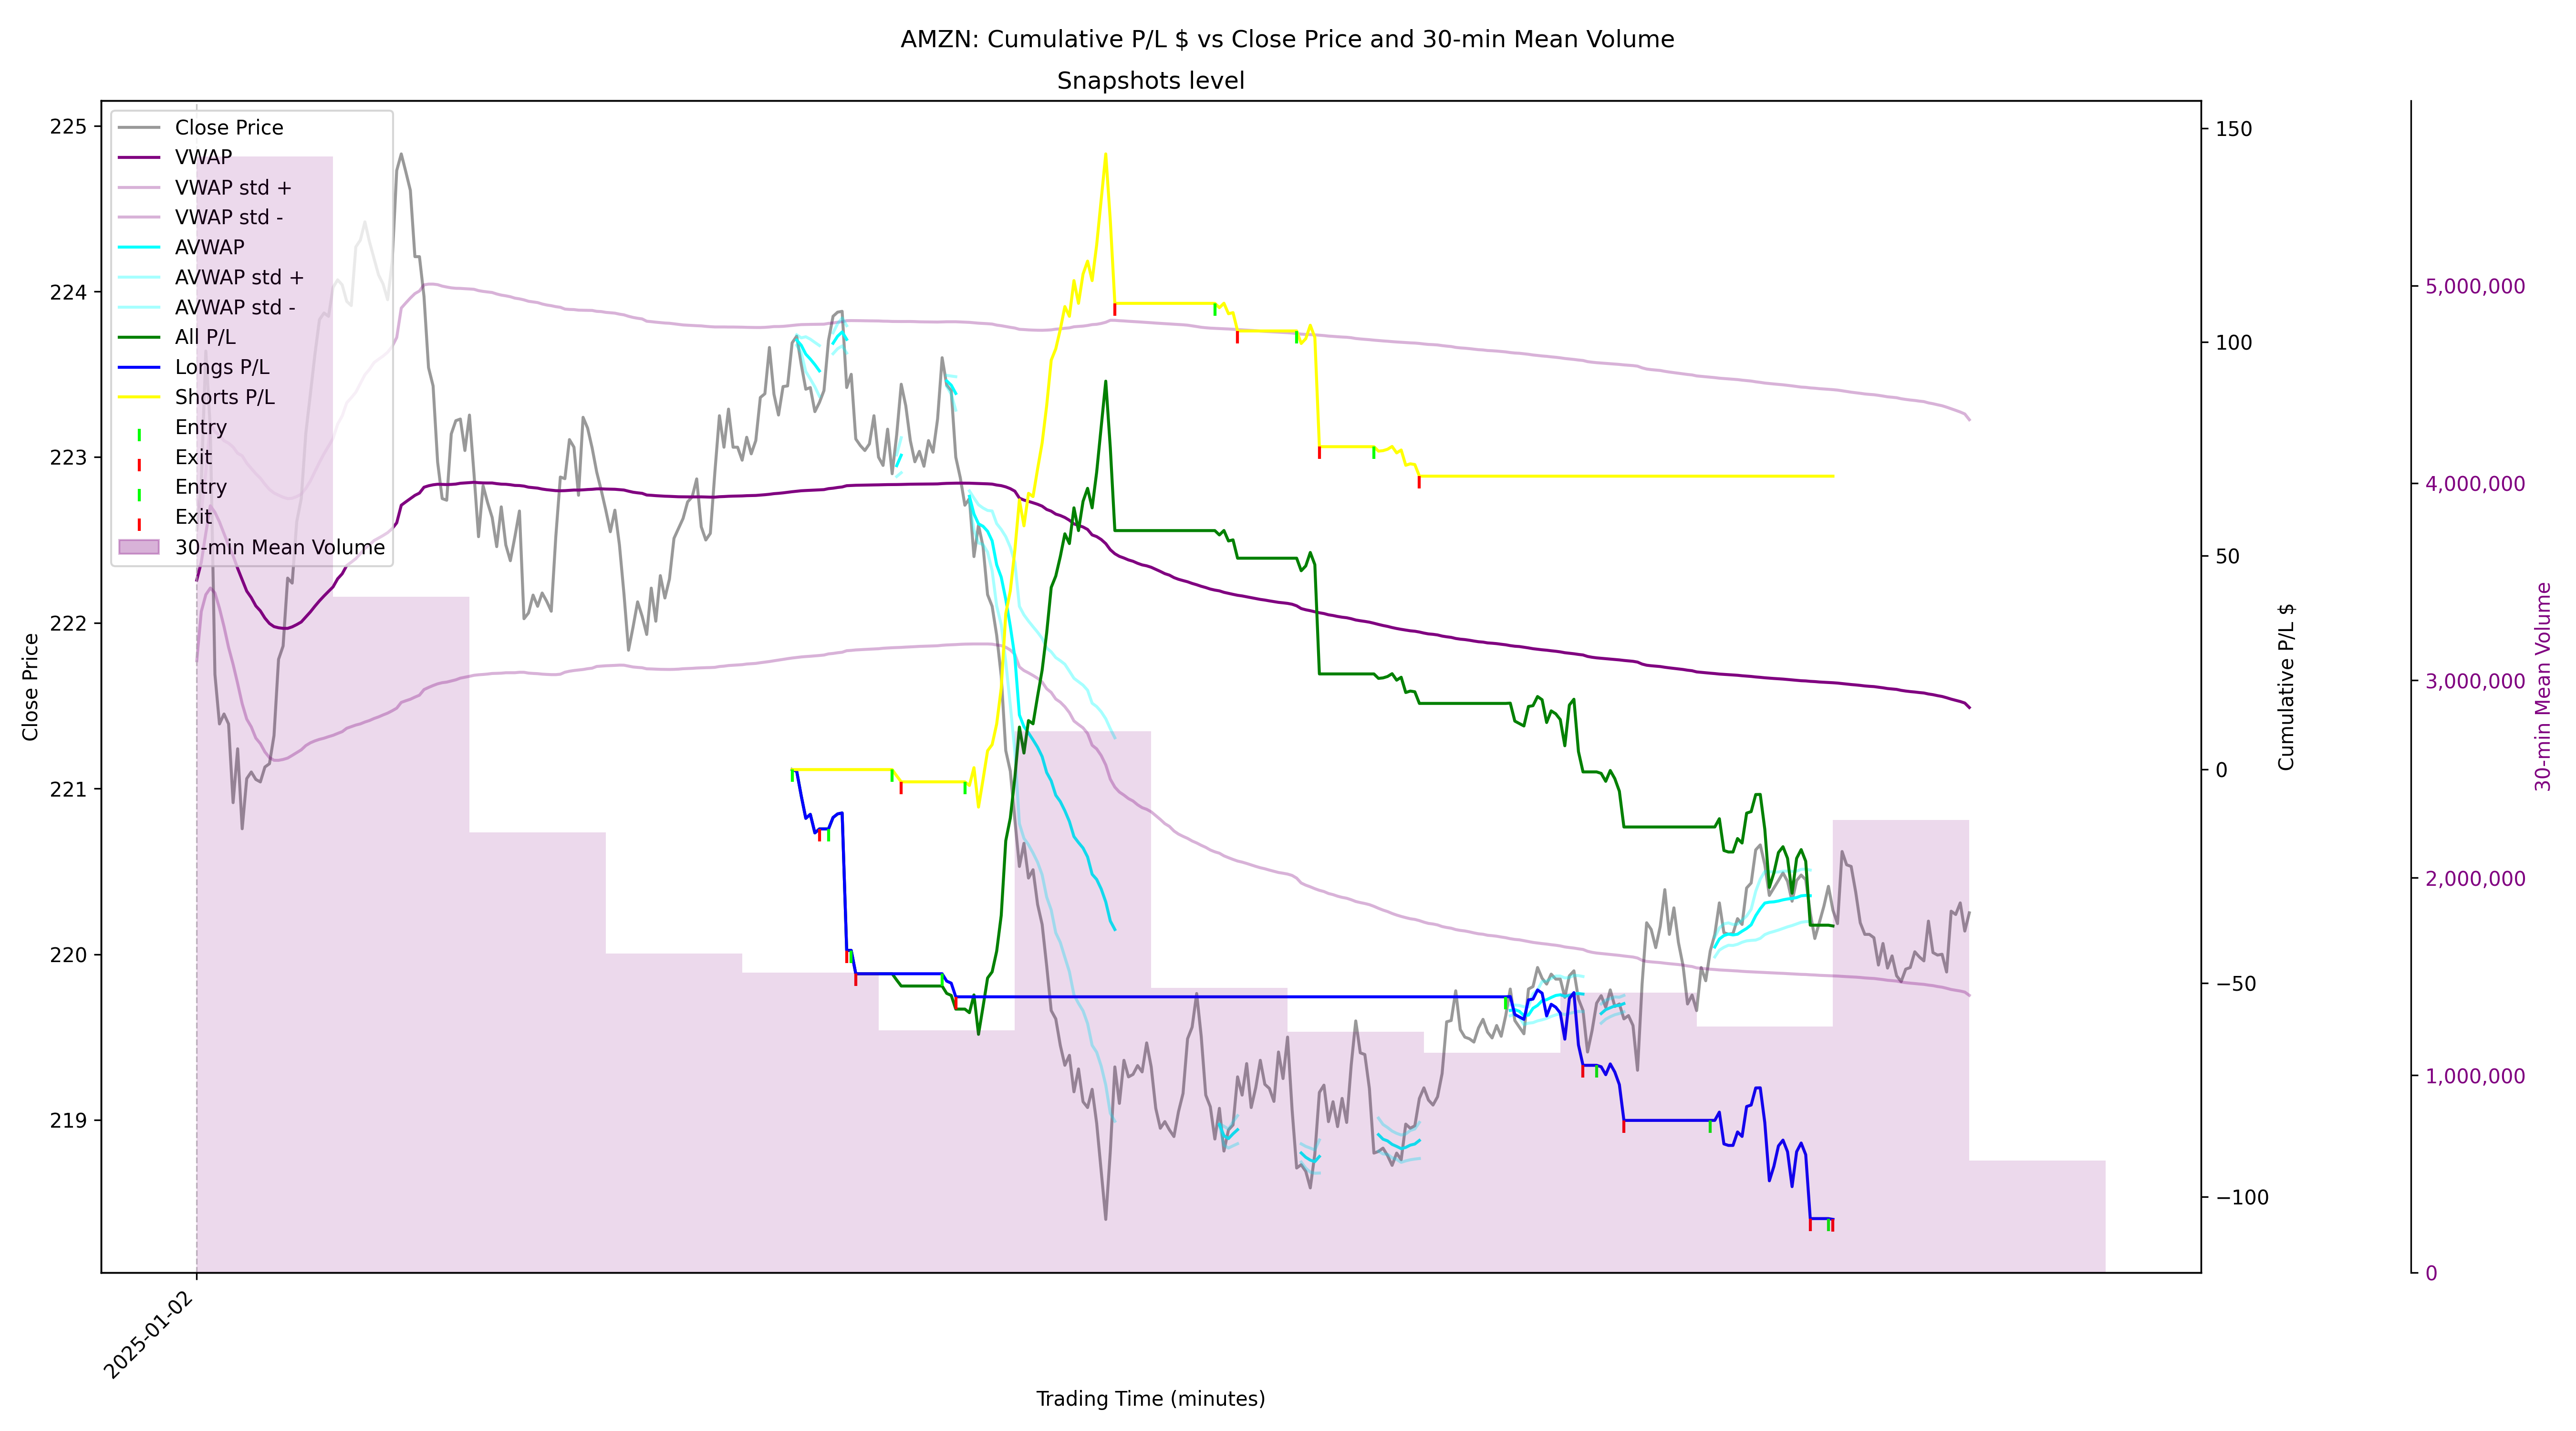 AMZN: Cumulative P/L $ vs Close Price and 30-min Mean Volume
Snapshots level
Close Price
VWAP
VWAP std +
VWAP std -
AVWAP
AVWAP std +
AVWAP std -
All P/L
Longs P/L
Shorts P/L
Entry
Exit
Entry
Exit
30-min Mean Volume
225
224
223
222
221
220
219
Close Price
150
100
50
0
−50
−100
Cumulative P/L $
5,000,000
4,000,000
3,000,000
2,000,000
1,000,000
0
30-min Mean Volume
2025-01-02
Trading Time (minutes)